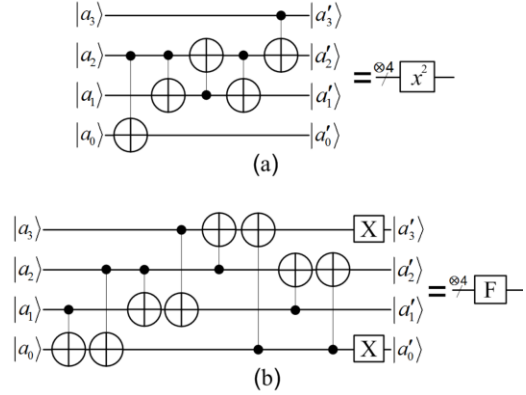 |a₃⟩ |a′₃⟩
|a₂⟩ |a′₂⟩ = ⊗4 x²
|a₁⟩ |a′₁⟩
|a₀⟩ |a′₀⟩
(a)
|a₃⟩ X |a′₃⟩
|a₂⟩ |a′₂⟩ = ⊗4 F
|a₁⟩ |a′₁⟩
|a₀⟩ X |a′₀⟩
(b)